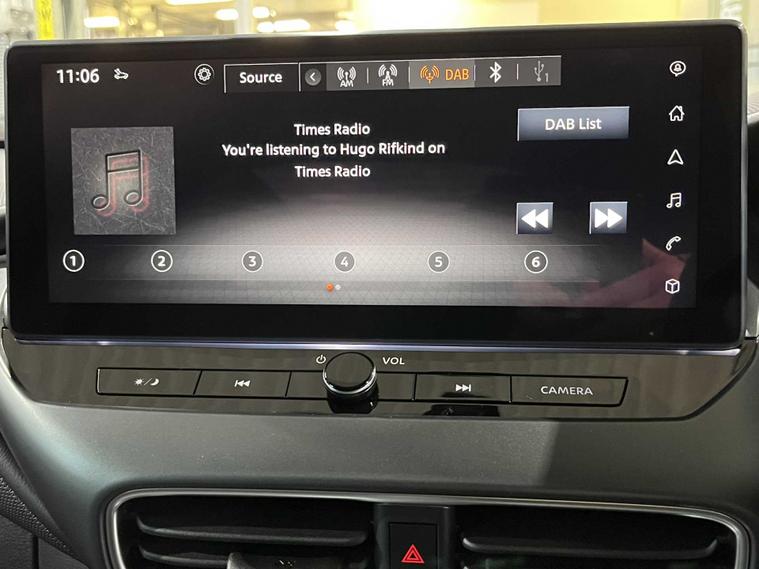 11:06
Source
AM
FM
DAB
1
Times Radio
You're listening to Hugo Rifkind on
Times Radio
DAB List
1 2 3 4 5 6
VOL
CAMERA